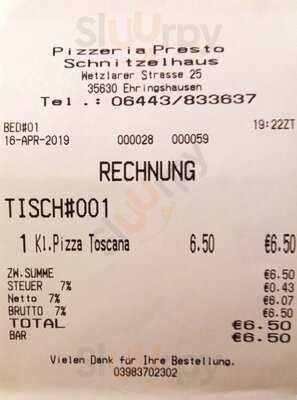 Pizzeria Presto
Schnitzelhaus
Wetzlarer Strasse 25
35630 Ehringshausen
Tel.: 06443/833637
BED#01 19:22ZT
16-APR-2019 000028 000059
RECHNUNG
TISCH#001
1 Kl.Pizza Toscana 6.50 €6.50
ZW.SUMME €6.50
STEUER 7% €0.43
Netto 7% €6.07
BRUTTO 7% €6.50
TOTAL €6.50
BAR €6.50
Vielen Dank für Ihre Bestellung.
03983702302
Sluurpy
Sluurpy
Sluurpy